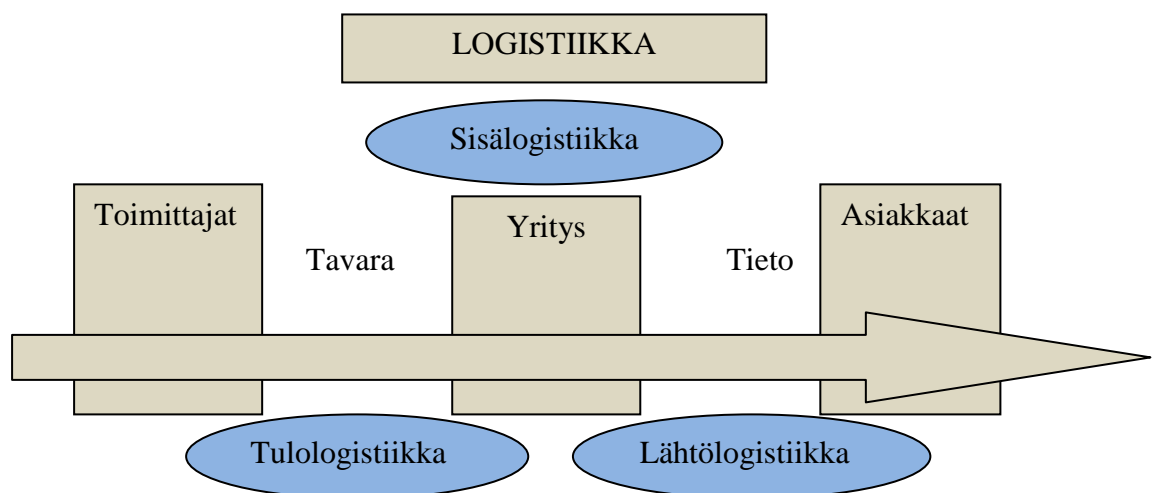 LOGISTIIKKA
Sisälogistiikka
Toimittajat
Yritys
Asiakkaat
Tavara
Tieto
Tulologistiikka
Lähtölogistiikka